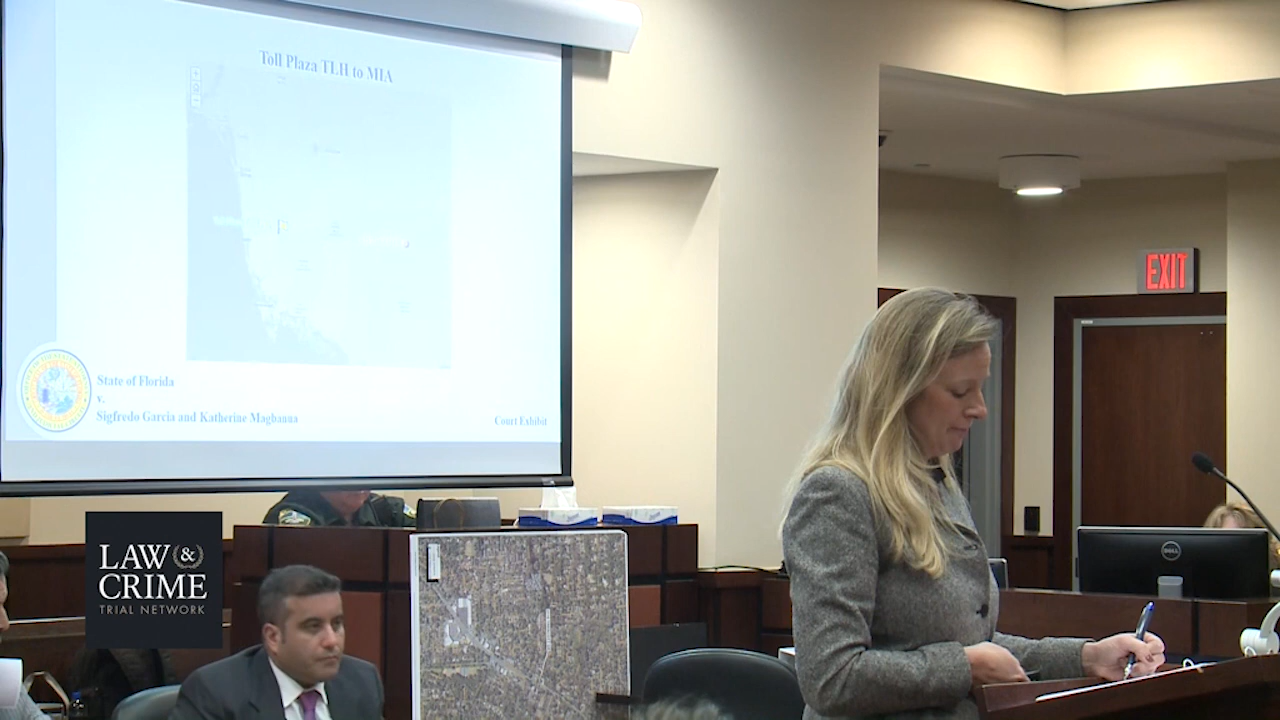 Toll Plaza TLH to MIA
State of Florida
v.
Sigfredo Garcia and Katherine Magbanua
Court Exhibit
EXIT
LAW &
CRIME
TRIAL NETWORK
DELL